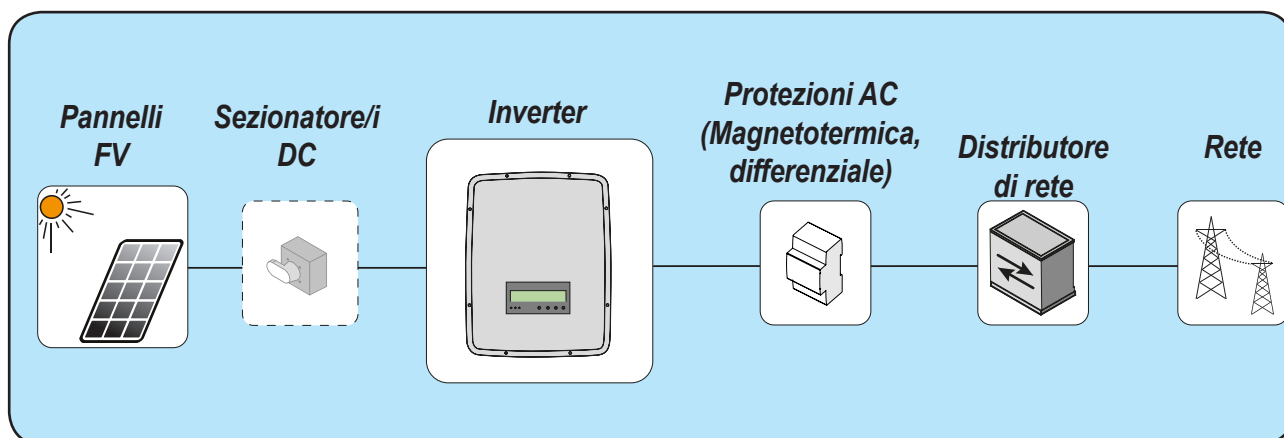 Pannelli
FV
Sezionatore/i
DC
Inverter
Protezioni AC
(Magnetotermica,
differenziale)
Distributore
di rete
Rete